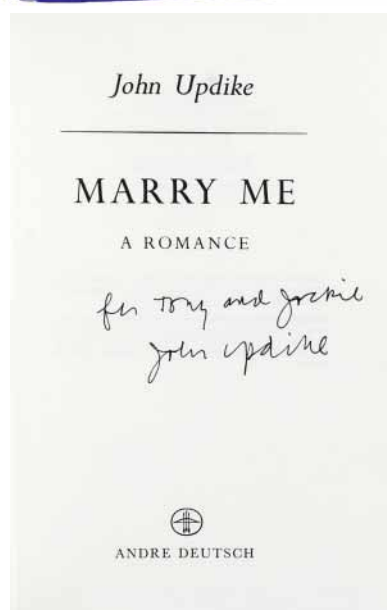 John Updike
MARRY ME
A ROMANCE
for Tony and Jackie
John Updike
ANDRE DEUTSCH